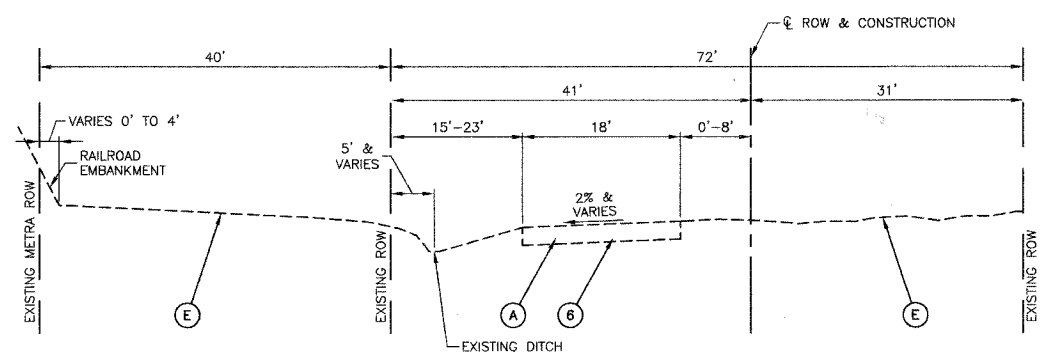 ℄ ROW & CONSTRUCTION
40'
72'
41'
31'
VARIES 0' TO 4'
15'-23'
18'
0'-8'
RAILROAD
EMBANKMENT
5' &
VARIES
2% &
VARIES
EXISTING METRA ROW
EXISTING ROW
EXISTING ROW
E
A
6
E
EXISTING DITCH